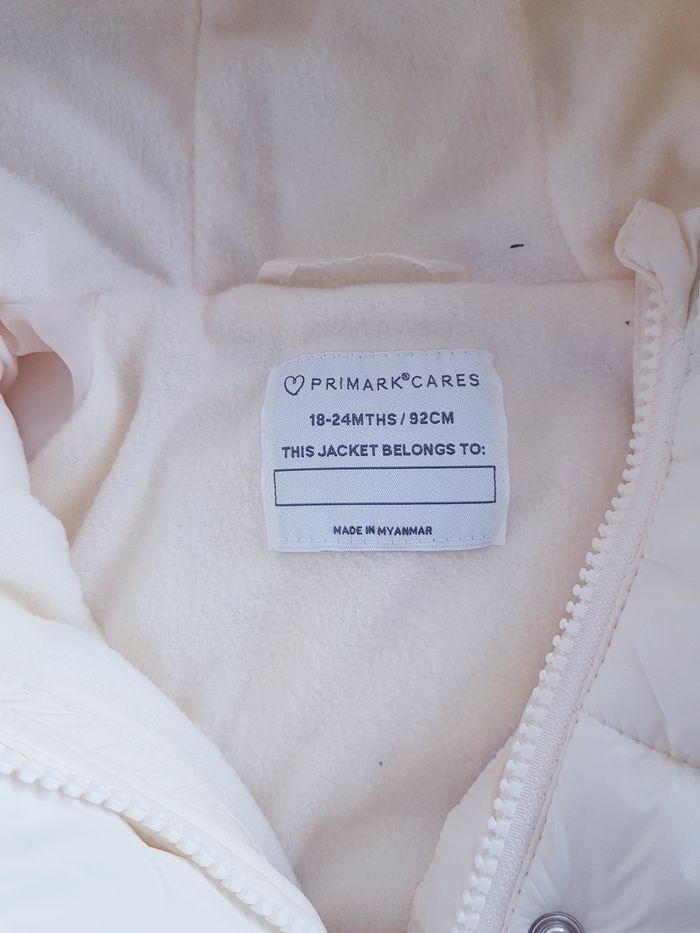 PRIMARK®CARES
18-24MTHS / 92CM
THIS JACKET BELONGS TO:
MADE IN MYANMAR